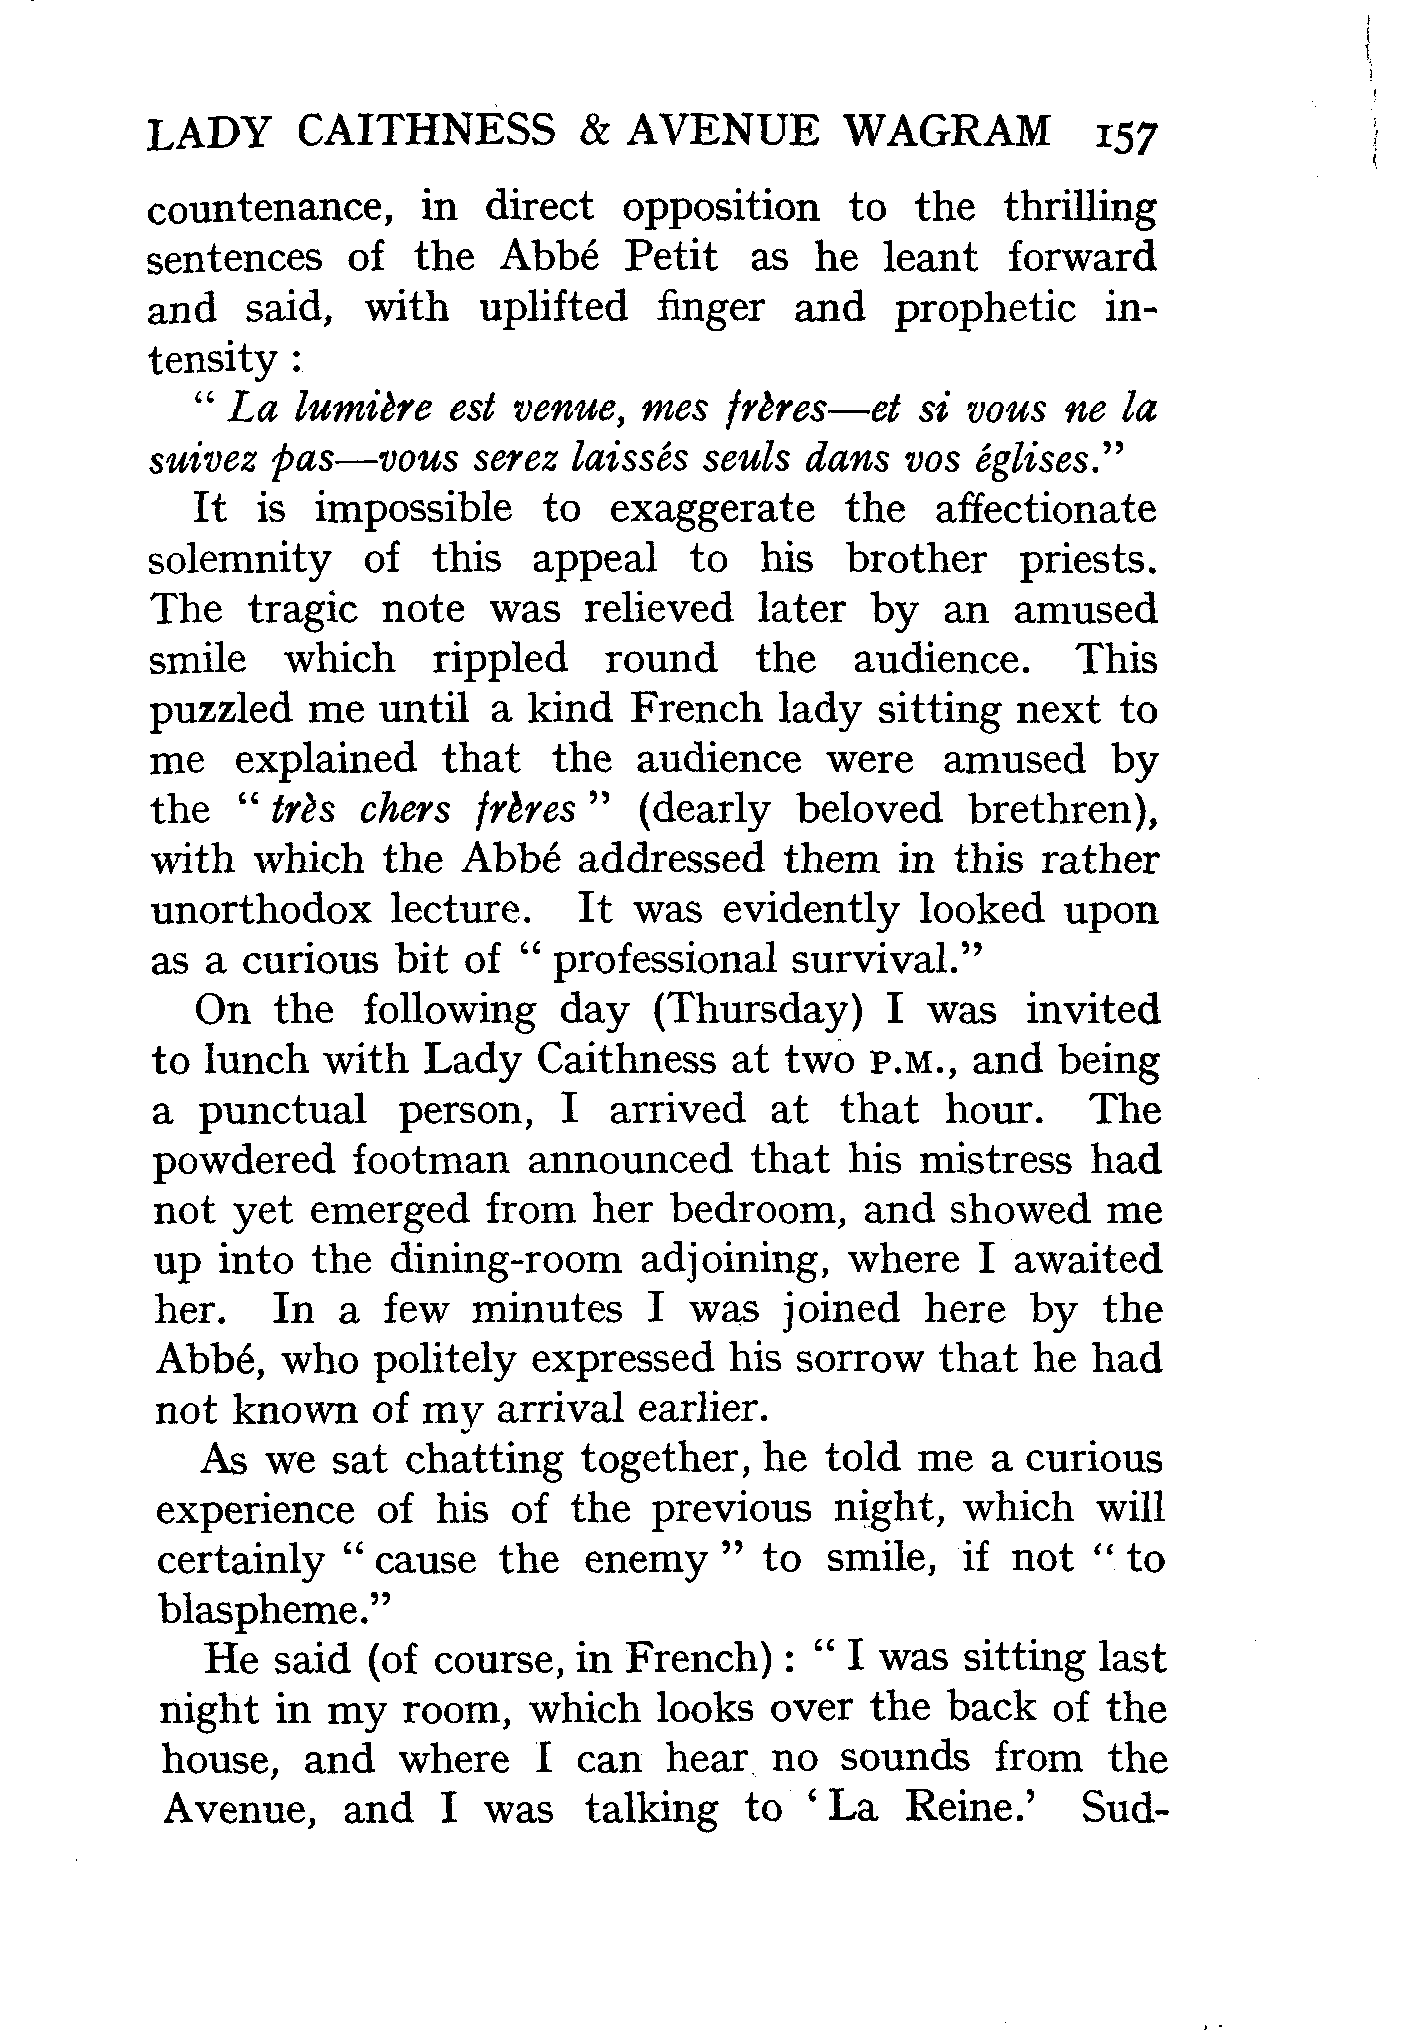 LADY CAITHNESS & AVENUE WAGRAM 157
countenance, in direct opposition to the thrilling
sentences of the Abbé Petit as he leant forward
and said, with uplifted finger and prophetic in-
tensity :
“ La lumière est venue, mes frères—et si vous ne la
suivez pas—vous serez laissés seuls dans vos églises.”
It is impossible to exaggerate the affectionate
solemnity of this appeal to his brother priests.
The tragic note was relieved later by an amused
smile which rippled round the audience. This
puzzled me until a kind French lady sitting next to
me explained that the audience were amused by
the “ très chers frères ” (dearly beloved brethren),
with which the Abbé addressed them in this rather
unorthodox lecture. It was evidently looked upon
as a curious bit of “ professional survival.”
On the following day (Thursday) I was invited
to lunch with Lady Caithness at two P.M., and being
a punctual person, I arrived at that hour. The
powdered footman announced that his mistress had
not yet emerged from her bedroom, and showed me
up into the dining-room adjoining, where I awaited
her. In a few minutes I was joined here by the
Abbé, who politely expressed his sorrow that he had
not known of my arrival earlier.
As we sat chatting together, he told me a curious
experience of his of the previous night, which will
certainly “ cause the enemy ” to smile, if not “ to
blaspheme.”
He said (of course, in French) : “ I was sitting last
night in my room, which looks over the back of the
house, and where I can hear no sounds from the
Avenue, and I was talking to ‘ La Reine.’ Sud-